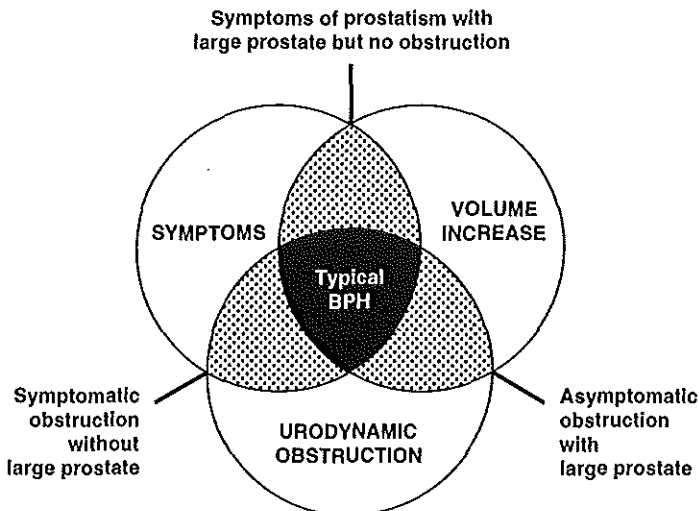 Symptoms of prostatism with
large prostate but no obstruction
SYMPTOMS
VOLUME
INCREASE
Typical
BPH
Symptomatic
obstruction
without
large prostate
URODYNAMIC
OBSTRUCTION
Asymptomatic
obstruction
with
large prostate